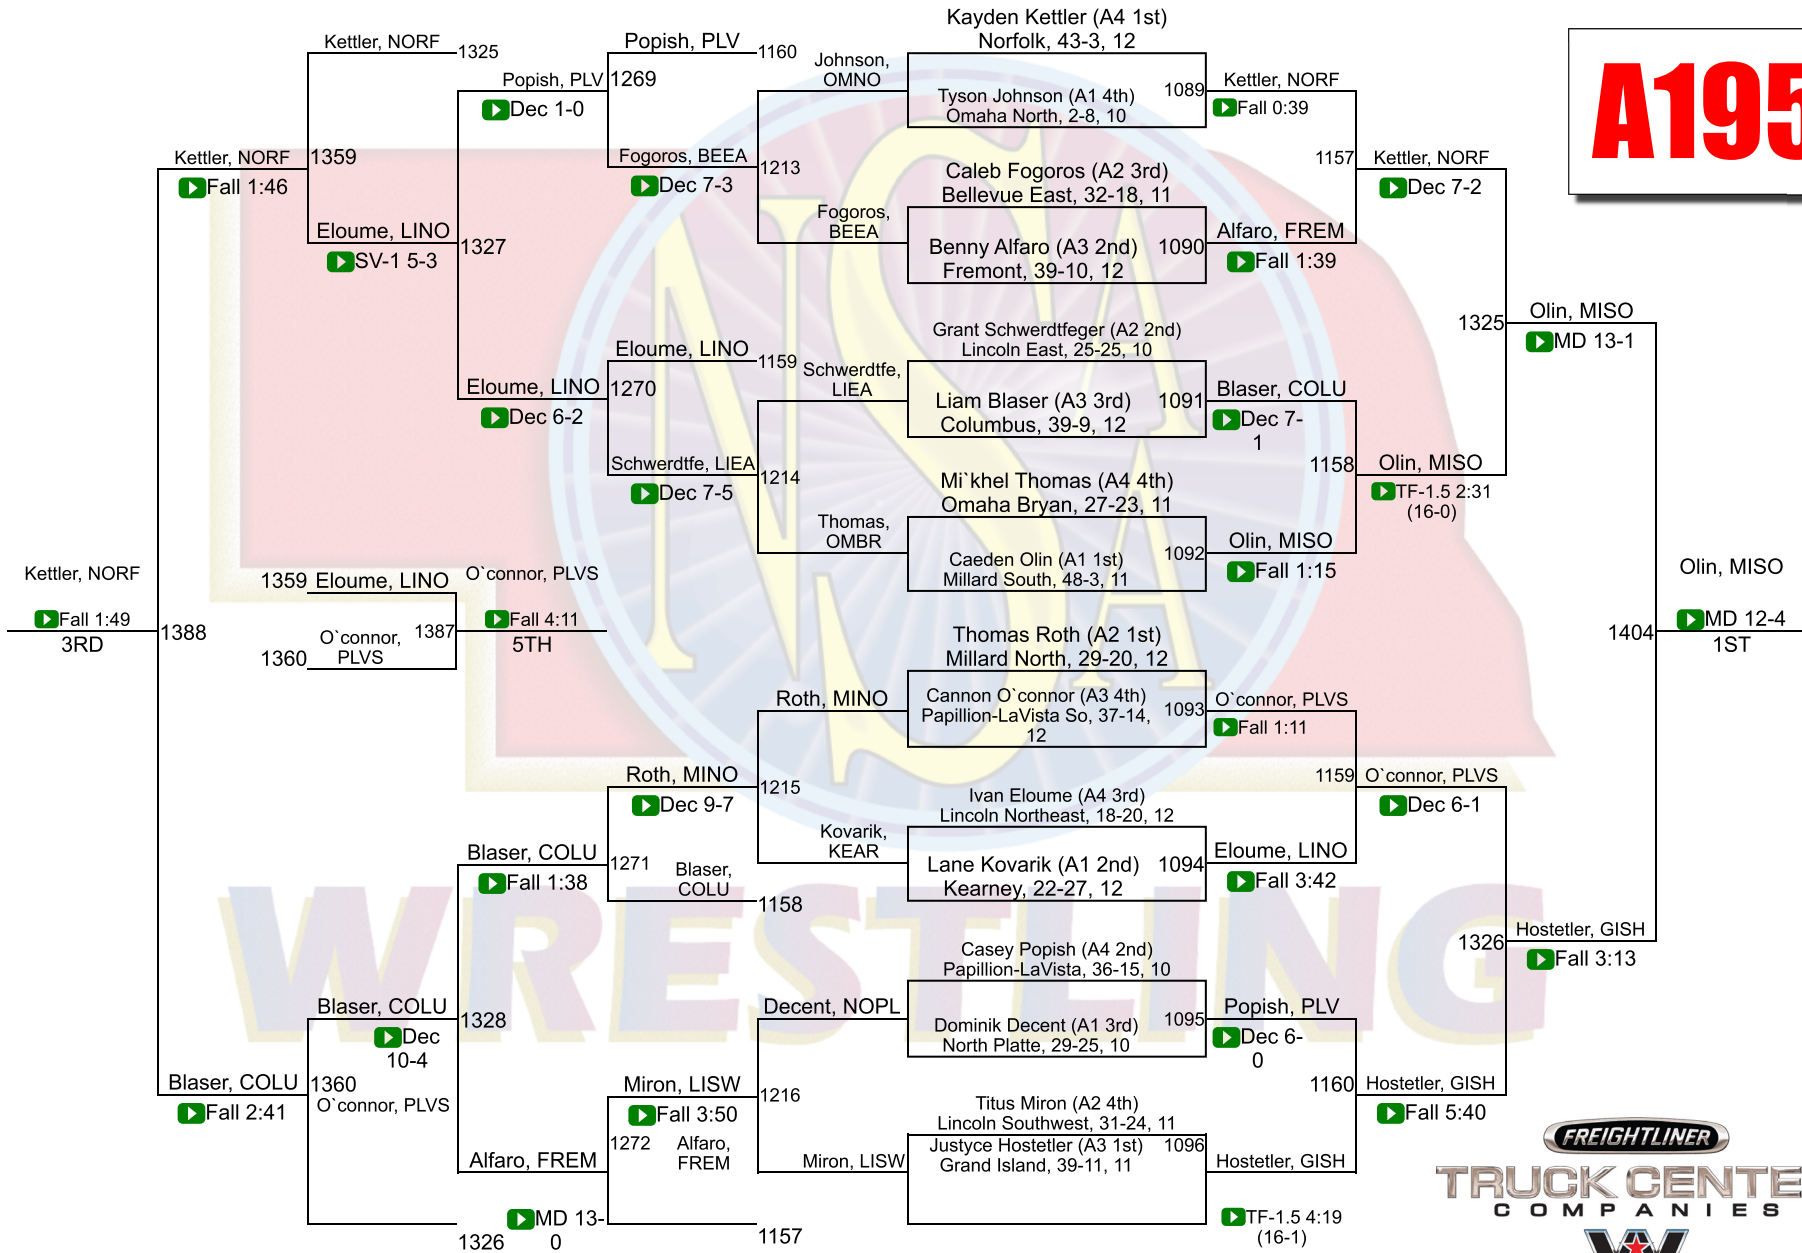 Kettler, NORF
1325
Popish, PLV
Dec 1-0
Popish, PLV
1160
1269
Fogoros, BEEA
Dec 7-3
1213
Kettler, NORF
Fall 1:46
1359
Eloume, LINO
SV-1 5-3
1327
Eloume, LINO
1159
Eloume, LINO
Dec 6-2
1270
Schwerdtfe, LIEA
Dec 7-5
1214
Johnson,
OMNO
Fogoros,
BEEA
Schwerdtfe,
LIEA
Thomas,
OMBR
Kayden Kettler (A4 1st)
Norfolk, 43-3, 12
Tyson Johnson (A1 4th)
Omaha North, 2-8, 10
1089
Kettler, NORF
Fall 0:39
Caleb Fogoros (A2 3rd)
Bellevue East, 32-18, 11
Benny Alfaro (A3 2nd)
Fremont, 39-10, 12
1090
Alfaro, FREM
Fall 1:39
1157
Kettler, NORF
Dec 7-2
Grant Schwerdtfeger (A2 2nd)
Lincoln East, 25-25, 10
Liam Blaser (A3 3rd)
Columbus, 39-9, 12
1091
Blaser, COLU
Dec 7-
1
Mi`khel Thomas (A4 4th)
Omaha Bryan, 27-23, 11
Caeden Olin (A1 1st)
Millard South, 48-3, 11
1092
Olin, MISO
Fall 1:15
1158
Olin, MISO
TF-1.5 2:31
(16-0)
1325
Olin, MISO
MD 13-1
A195
Kettler, NORF
Fall 1:49
3RD
1388
1359
Eloume, LINO
1360
O`connor,
PLVS
1387
O`connor, PLVS
Fall 4:11
5TH
1404
Olin, MISO
MD 12-4
1ST
Thomas Roth (A2 1st)
Millard North, 29-20, 12
Cannon O`connor (A3 4th)
Papillion-LaVista So, 37-14,
12
1093
O`connor, PLVS
Fall 1:11
Roth, MINO
Roth, MINO
Dec 9-7
1215
Kovarik,
KEAR
Ivan Eloume (A4 3rd)
Lincoln Northeast, 18-20, 12
Lane Kovarik (A1 2nd)
Kearney, 22-27, 12
1094
Eloume, LINO
Fall 3:42
1159
O`connor, PLVS
Dec 6-1
Blaser, COLU
Fall 1:38
1271
Blaser,
COLU
1158
WRESTLING
NSAA
Casey Popish (A4 2nd)
Papillion-LaVista, 36-15, 10
Dominik Decent (A1 3rd)
North Platte, 29-25, 10
1095
Popish, PLV
Dec 6-
0
Decent, NOPL
1326
Hostetler, GISH
Fall 3:13
Blaser, COLU
Dec
10-4
1328
Blaser, COLU
Fall 2:41
1360
O`connor, PLVS
Miron, LISW
Fall 3:50
1216
Alfaro, FREM
1272
Alfaro,
FREM
Miron, LISW
Titus Miron (A2 4th)
Lincoln Southwest, 31-24, 11
Justyce Hostetler (A3 1st)
Grand Island, 39-11, 11
1096
Hostetler, GISH
TF-1.5 4:19
(16-1)
1160
Hostetler, GISH
Fall 5:40
1326
MD 13-
0
1157
FREIGHTLINER
TRUCK CENTE
COMPANIES